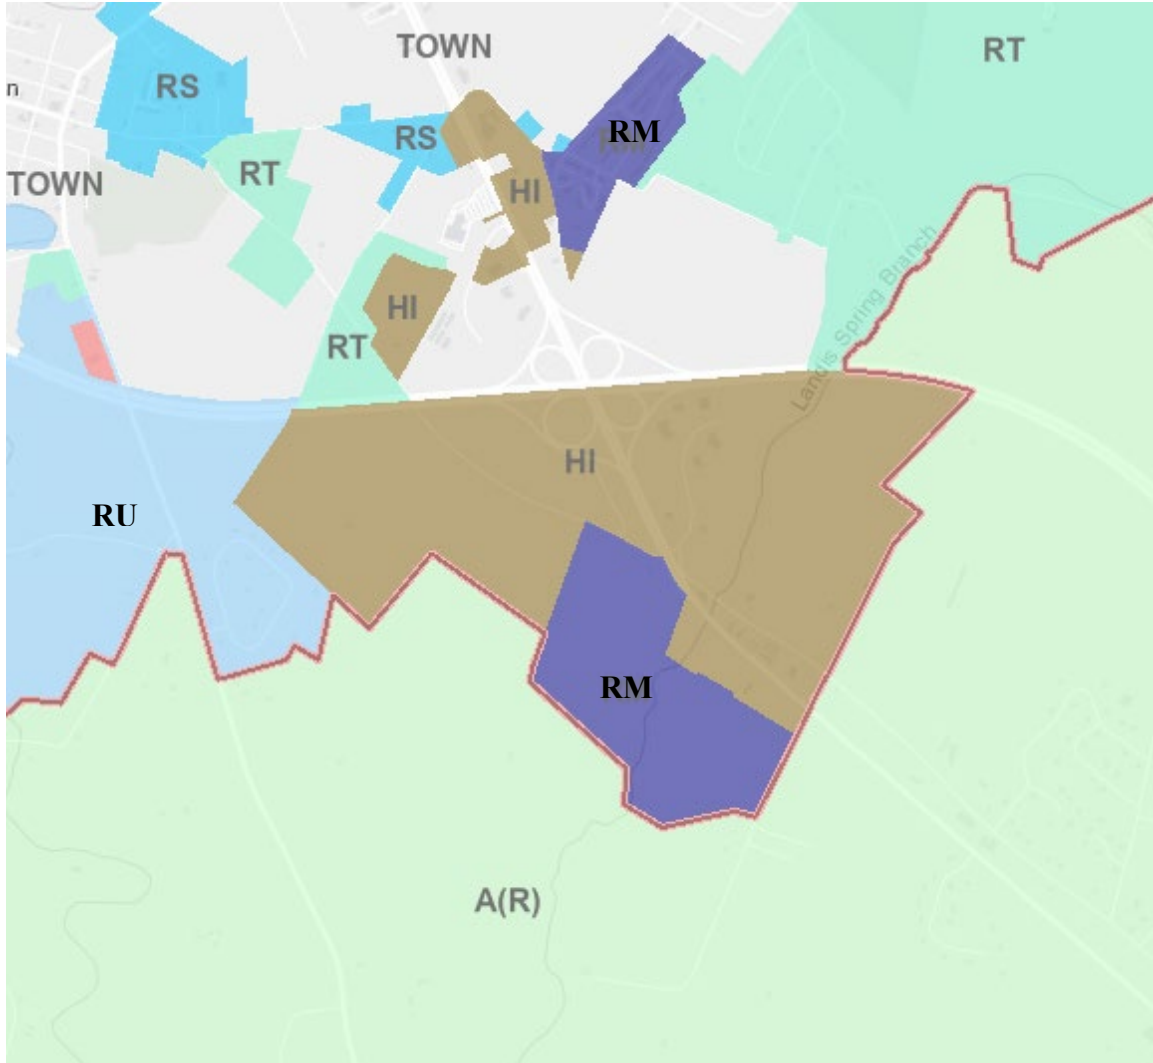 TOWN
RT
RS
n
RS
RM
RT
TOWN
HI
HI
RT
Landis Spring Branch
HI
RU
RM
A(R)